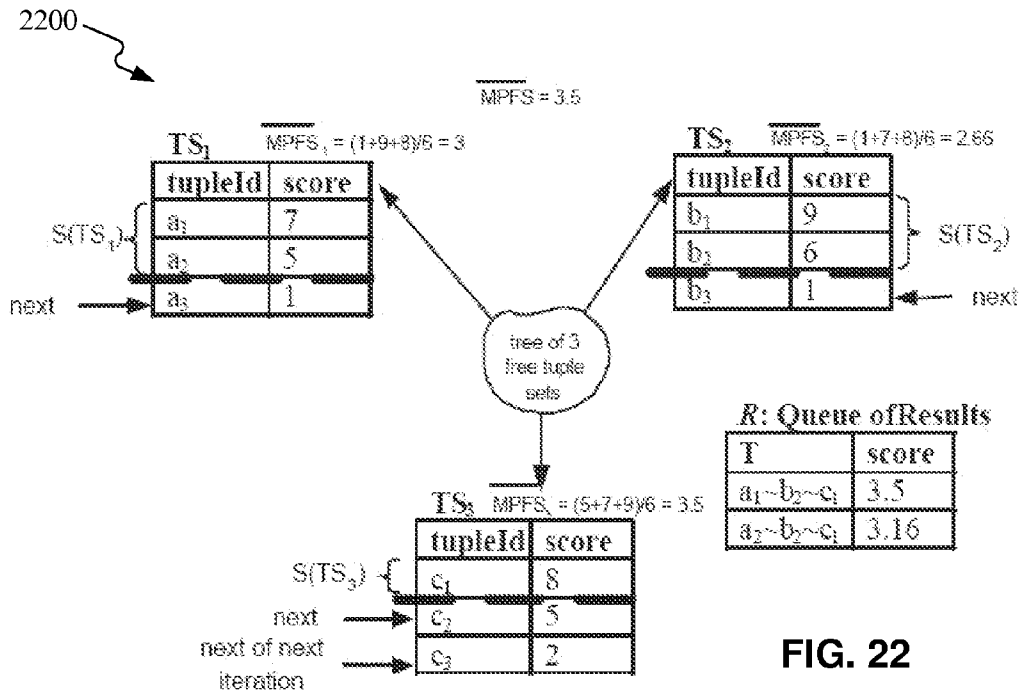 2200
MPFS = 3.5
TS₁ MPFS₁ = (1+9+8)/6 = 3
tupleId score
S(TS₁)
a₁ 7
a₂ 5
next a₃ 1
TS₂ MPFS₂ = (1+7+8)/6 = 2.66
tupleId score
b₁ 9
b₂ 6
S(TS₂)
b₃ 1 next
tree of 3
free tuple
sets
TS₃ MPFS = (5+7+9)/6 = 3.5
tupleId score
S(TS₃) c₁ 8
next c₂ 5
next of next
iteration
c₃ 2
R: Queue ofResults
T score
a₁~b₂~c₁ 3.5
a₂~b₂~c₁ 3.16
FIG. 22